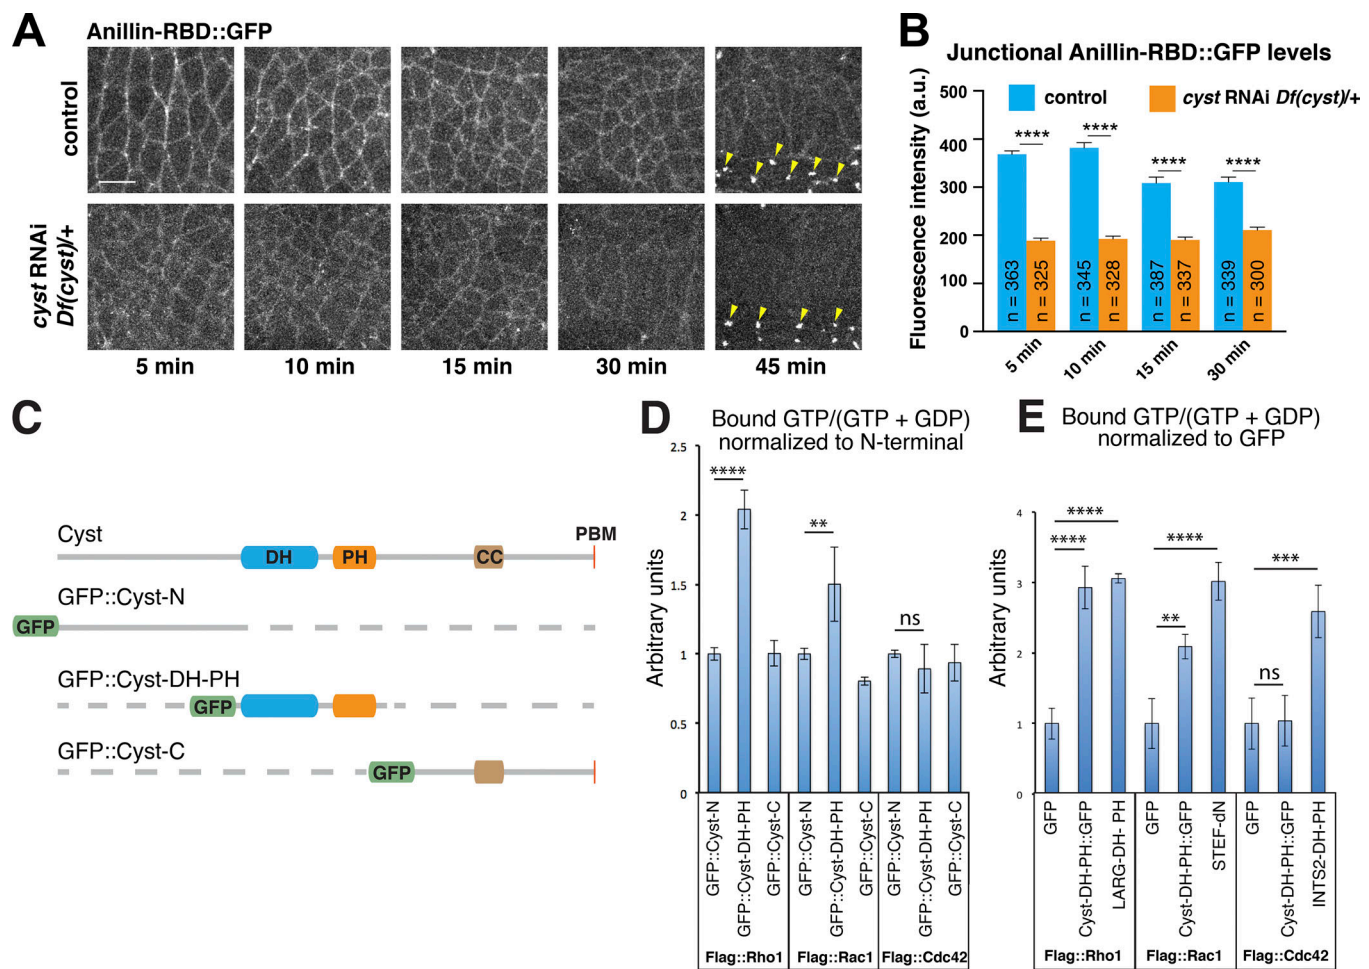 A
Anillin-RBD::GFP
control
cyst RNAi
Df(cyst)/+
5 min
10 min
15 min
30 min
45 min
B
Junctional Anillin-RBD::GFP levels
control
cyst RNAi Df(cyst)/+
Fluorescence intensity (a.u.)
500
400
300
200
100
0
****
****
****
****
n = 363
n = 325
n = 345
n = 328
n = 387
n = 337
n = 339
n = 300
5 min
10 min
15 min
30 min
C
Cyst
PBM
DH
PH
CC
GFP::Cyst-N
GFP
GFP::Cyst-DH-PH
GFP
GFP::Cyst-C
GFP
D
Bound GTP/(GTP + GDP)
normalized to N-terminal
Arbitrary units
2.5
2
1.5
1
0.5
0
****
**
ns
GFP::Cyst-N
GFP::Cyst-DH-PH
GFP::Cyst-C
GFP::Cyst-N
GFP::Cyst-DH-PH
GFP::Cyst-C
GFP::Cyst-N
GFP::Cyst-DH-PH
GFP::Cyst-C
Flag::Rho1
Flag::Rac1
Flag::Cdc42
E
Bound GTP/(GTP + GDP)
normalized to GFP
Arbitrary units
4
3
2
1
0
****
****
****
**
***
ns
GFP
Cyst-DH-PH::GFP
LARG-DH- PH
GFP
Cyst-DH-PH::GFP
STEF-dN
GFP
Cyst-DH-PH::GFP
INTS2-DH-PH
Flag::Rho1
Flag::Rac1
Flag::Cdc42